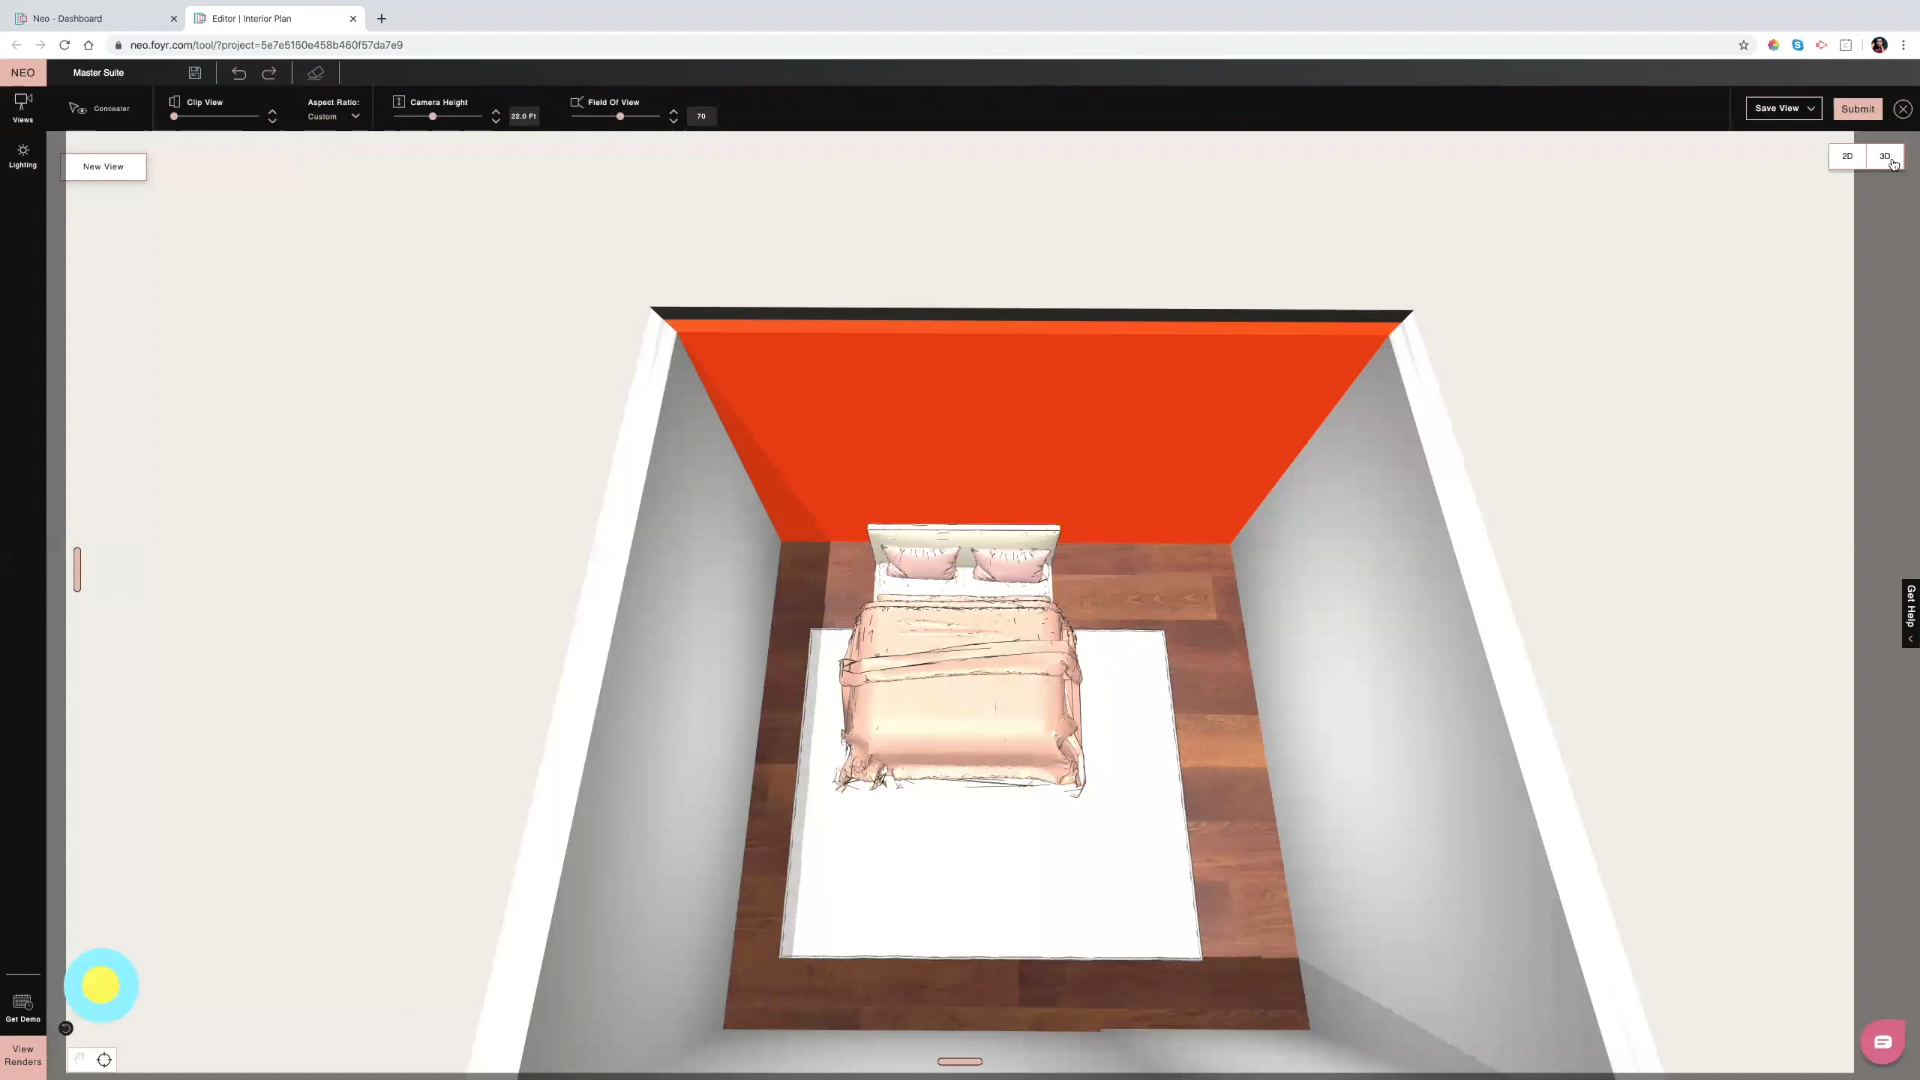 Neo - Dashboard
Editor | Interior Plan
neo.foyr.com/tool/?project=5e7e5150e458b460f57da7e9
NEO
Master Suite
Views
Concealer
Clip View
Aspect Ratio:
Custom
Camera Height
22.0 Ft
Field Of View
70
Save View
Submit
Lighting
New View
2D
3D
Get Help
Get Demo
View
Renders